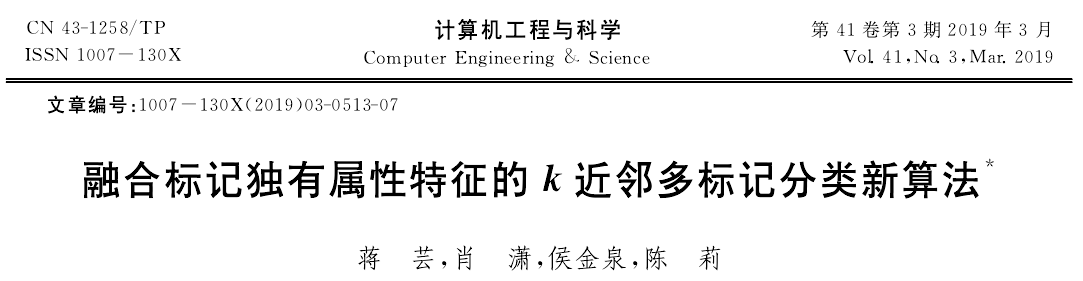 CN 43-1258/TP
ISSN 1007-130X
计算机工程与科学
Computer Engineering & Science
第 41 卷第 3 期 2019 年 3 月
Vol. 41, No. 3, Mar. 2019
文章编号:1007-130X(2019)03-0513-07
融合标记独有属性特征的 k 近邻多标记分类新算法*
蒋 芸,肖 潇,侯金泉,陈 莉